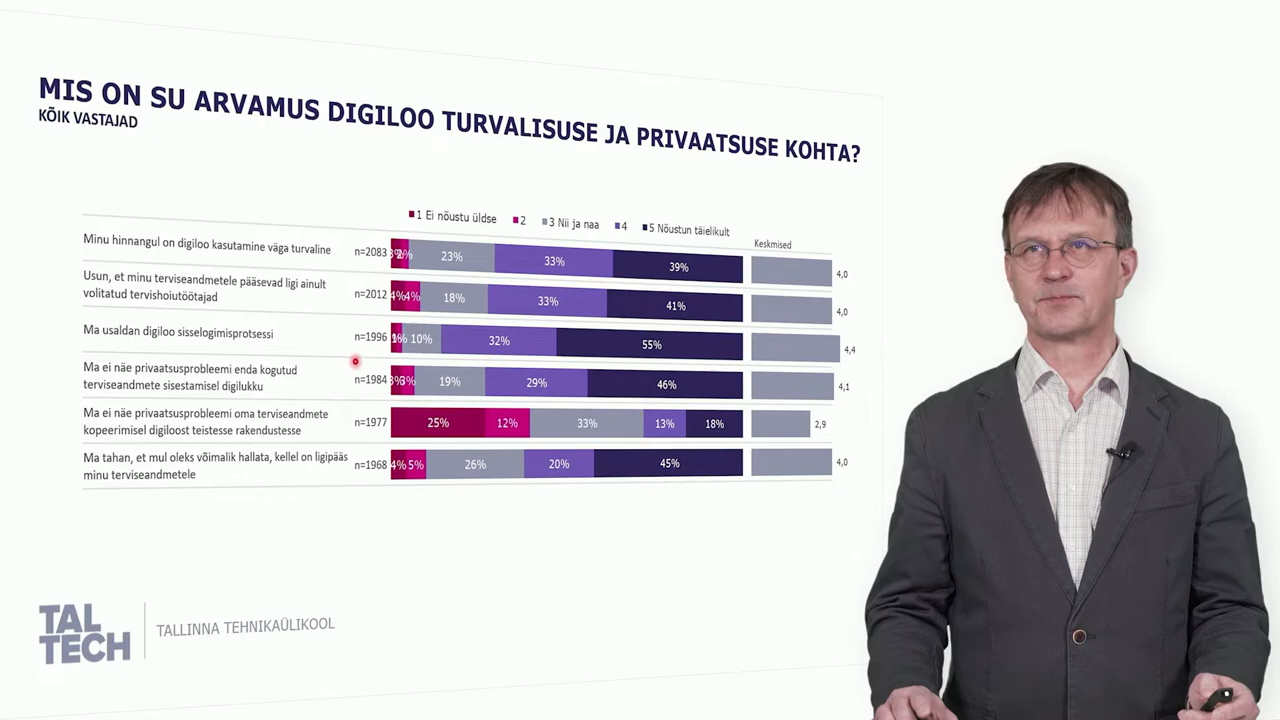 MIS ON SU ARVAMUS DIGILOO TURVALISUSE JA PRIVAATSUSE KOHTA?
KÕIK VASTAJAD
1 Ei nõustu üldse 2 3 Nii ja naa 4 5 Nõustun täielikult
Keskmised
Minu hinnangul on digiloo kasutamine väga turvaline n=2083 3% 2% 23% 33% 39% 4,0
Usun, et minu terviseandmetele pääsevad ligi ainult
volitatud tervishoiutöötajad n=2012 4% 4% 18% 33% 41% 4,0
Ma usaldan digiloo sisselogimisprotsessi n=1996 1% 10% 32% 55% 4,4
Ma ei näe privaatsusprobleemi enda kogutud
terviseandmete sisestamisel digilukku n=1984 3% 3% 19% 29% 46% 4,1
Ma ei näe privaatsusprobleemi oma terviseandmete
kopeerimisel digiloost teistesse rakendustesse n=1977 25% 12% 33% 13% 18% 2,9
Ma tahan, et mul oleks võimalik hallata, kellel on ligipääs
minu terviseandmetele n=1968 4% 5% 26% 20% 45% 4,0
TAL
TECH
TALLINNA TEHNIKAÜLIKOOL